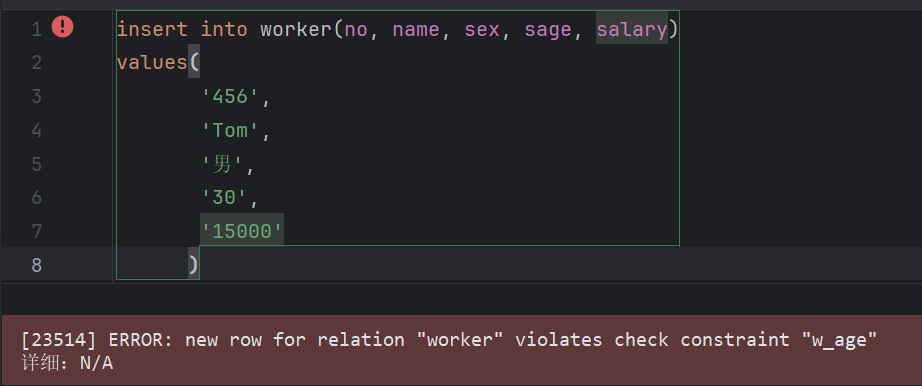 1 insert into worker(no, name, sex, sage, salary)
2 values(
3 '456',
4 'Tom',
5 '男',
6 '30',
7 '15000'
8 )
[23514] ERROR: new row for relation "worker" violates check constraint "w_age"
详细：N/A